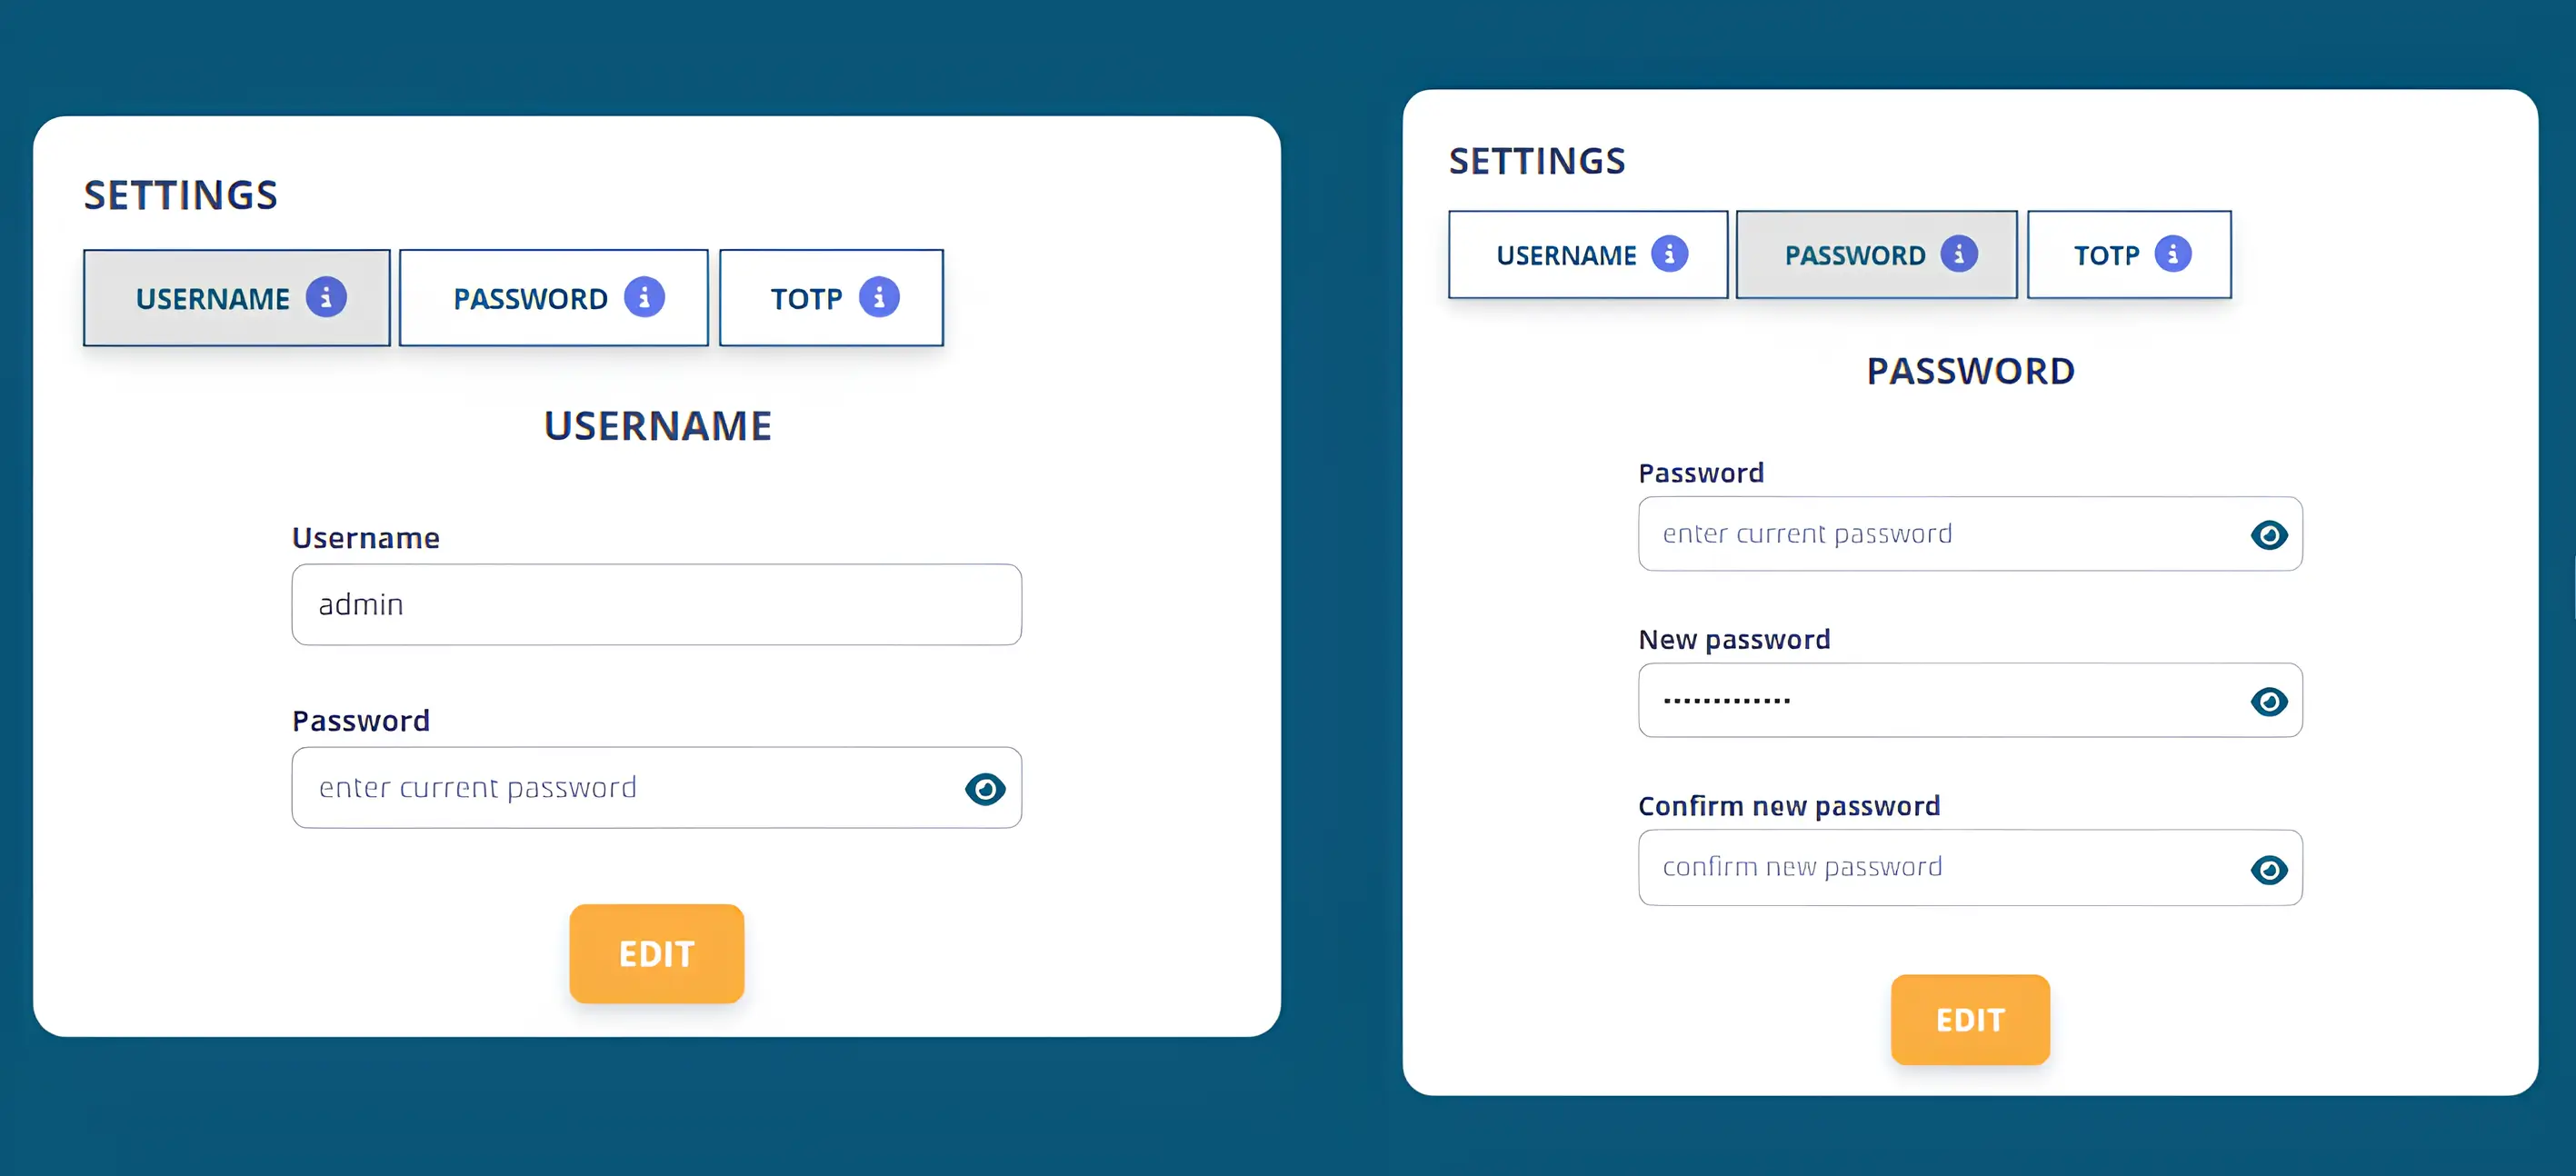 SETTINGS
USERNAME PASSWORD TOTP
USERNAME
Username
admin
Password
enter current password
EDIT
SETTINGS
USERNAME PASSWORD TOTP
PASSWORD
Password
enter current password
New password
•••••••••••••
Confirm new password
confirm new password
EDIT